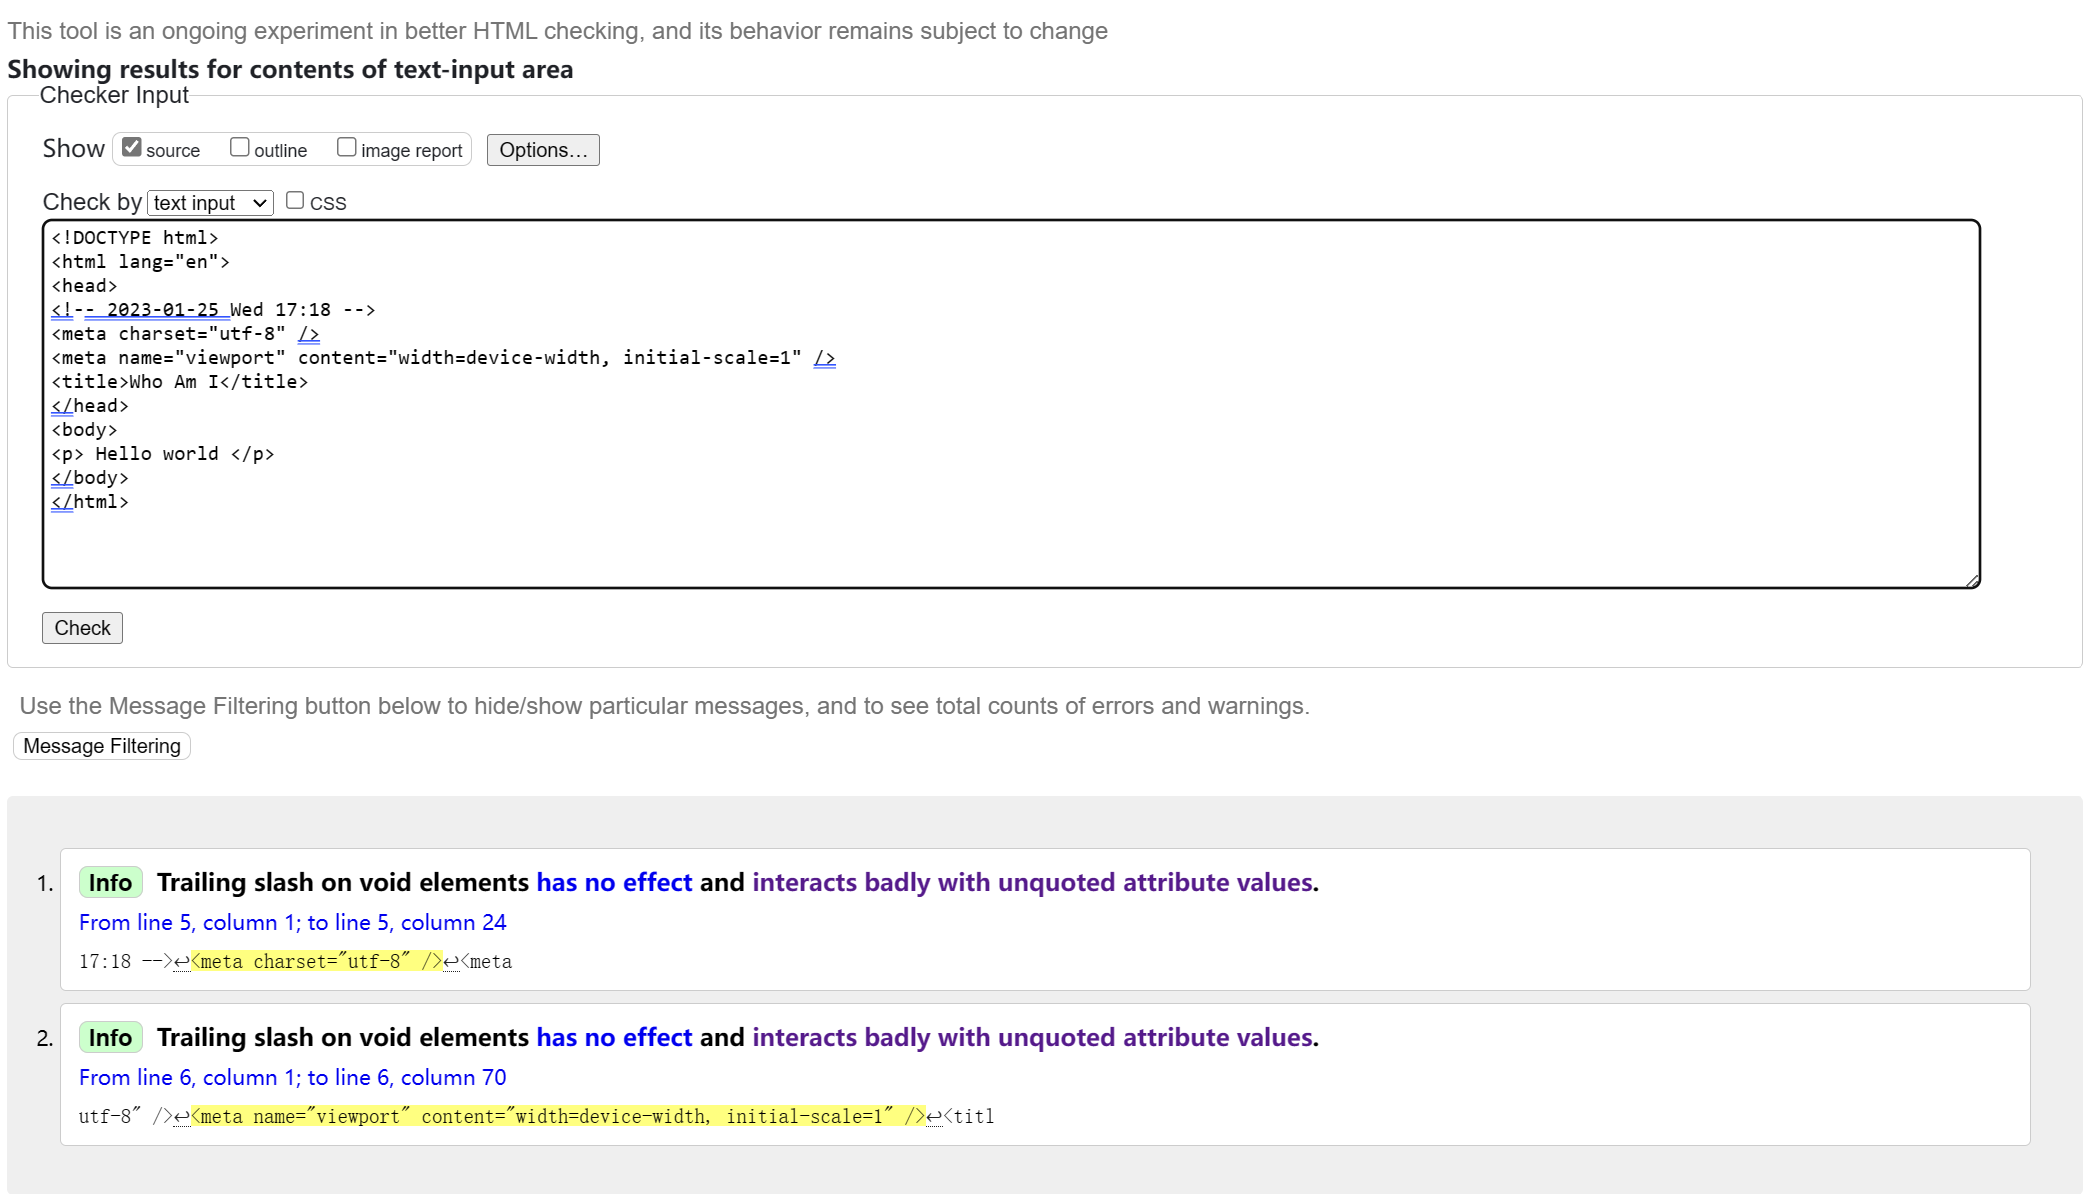 This tool is an ongoing experiment in better HTML checking, and its behavior remains subject to change
Showing results for contents of text-input area
Checker Input
Show source outline image report Options...
Check by text input CSS
<!DOCTYPE html>
<html lang="en">
<head>
<!-- 2023-01-25 Wed 17:18 -->
<meta charset="utf-8" />
<meta name="viewport" content="width=device-width, initial-scale=1" />
<title>Who Am I</title>
</head>
<body>
<p> Hello world </p>
</body>
</html>
Check
Use the Message Filtering button below to hide/show particular messages, and to see total counts of errors and warnings.
Message Filtering
1. Info Trailing slash on void elements has no effect and interacts badly with unquoted attribute values.
From line 5, column 1; to line 5, column 24
17:18 -->↩<meta charset="utf-8" />↩<meta
2. Info Trailing slash on void elements has no effect and interacts badly with unquoted attribute values.
From line 6, column 1; to line 6, column 70
utf-8" />↩<meta name="viewport" content="width=device-width, initial-scale=1" />↩<titl